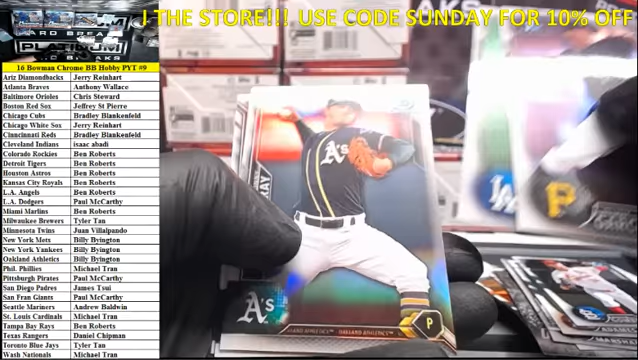 ! THE STORE!!! USE CODE SUNDAY FOR 10% OFF
PLATINUM
CARD BREAKS
16 Bowman Chrome BB Hobby PYT #9
Ariz Diamondbacks Jerry Reinhart
Atlanta Braves Anthony Wallace
Baltimore Orioles Chris Steward
Boston Red Sox Jeffrey St Pierre
Chicago Cubs Bradley Blankenfeld
Chicago White Sox Jerry Reinhart
Cinncinnati Reds Bradley Blankenfeld
Cleveland Indians isaac abadi
Colorado Rockies Ben Roberts
Detroit Tigers Ben Roberts
Houston Astros Ben Roberts
Kansas City Royals Ben Roberts
L.A. Angels Ben Roberts
L.A. Dodgers Paul McCarthy
Miami Marlins Ben Roberts
Milwaukee Brewers Tyler Tan
Minnesota Twins Juan Villalpando
New York Mets Billy Byington
New York Yankees Billy Byington
Oakland Athletics Billy Byington
Phil. Phillies Michael Tran
Pittsburgh Pirates Paul McCarthy
San Diego Padres James Tsui
San Fran Giants Paul McCarthy
Seattle Mariners Andrew Baldwin
St. Louis Cardinals Michael Tran
Tampa Bay Rays Ben Roberts
Texas Rangers Daniel Chipman
Toronto Blue Jays Tyler Tan
Wash Nationals Michael Tran
A's
A's
OAKLAND ATHLETICS
P
LA
P